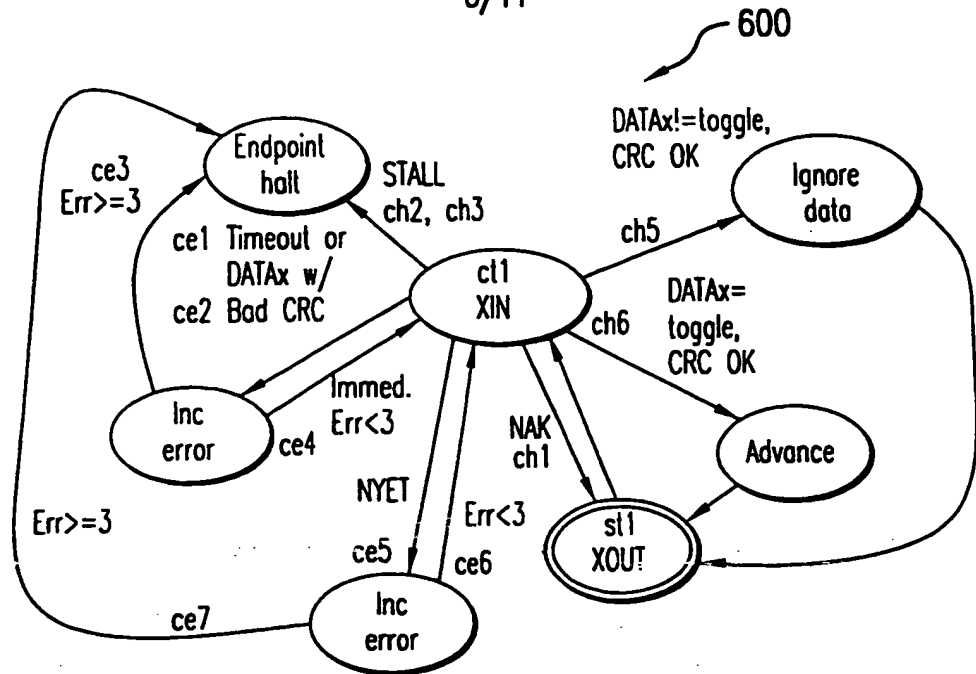 600
DATAx!=toggle,
CRC OK
Endpoint
halt
ce3
Err>=3
STALL
ch2, ch3
Ignore
data
ce1 Timeout or
DATAx w/
ce2 Bad CRC
ch5
ct1
XIN
DATAx=
toggle,
CRC OK
ch6
Immed.
Err<3
Inc
error
ce4
NAK
ch1
Advance
NYET
Err<3
Err>=3
st1
XOUT
ce5
ce6
Inc
error
ce7